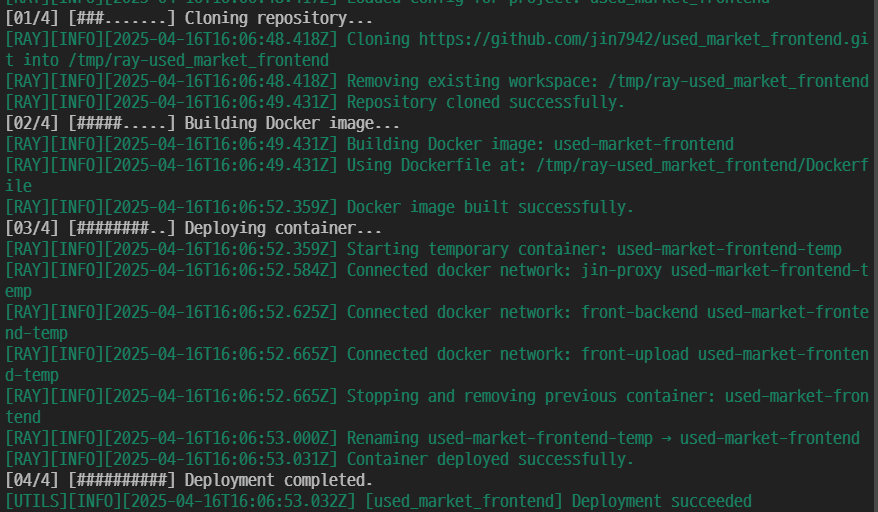 [RAY][INFO][2025-04-16T16:06:48.417Z] Loaded config for project: used_market_frontend
[01/4] [###.......] Cloning repository...
[RAY][INFO][2025-04-16T16:06:48.418Z] Cloning https://github.com/jin7942/used_market_frontend.gi
t into /tmp/ray-used_market_frontend
[RAY][INFO][2025-04-16T16:06:48.418Z] Removing existing workspace: /tmp/ray-used_market_frontend
[RAY][INFO][2025-04-16T16:06:49.431Z] Repository cloned successfully.
[02/4] [#####.....] Building Docker image...
[RAY][INFO][2025-04-16T16:06:49.431Z] Building Docker image: used-market-frontend
[RAY][INFO][2025-04-16T16:06:49.431Z] Using Dockerfile at: /tmp/ray-used_market_frontend/Dockerf
ile
[RAY][INFO][2025-04-16T16:06:52.359Z] Docker image built successfully.
[03/4] [########..] Deploying container...
[RAY][INFO][2025-04-16T16:06:52.359Z] Starting temporary container: used-market-frontend-temp
[RAY][INFO][2025-04-16T16:06:52.584Z] Connected docker network: jin-proxy used-market-frontend-t
emp
[RAY][INFO][2025-04-16T16:06:52.625Z] Connected docker network: front-backend used-market-fronte
nd-temp
[RAY][INFO][2025-04-16T16:06:52.665Z] Connected docker network: front-upload used-market-fronten
d-temp
[RAY][INFO][2025-04-16T16:06:52.665Z] Stopping and removing previous container: used-market-fron
tend
[RAY][INFO][2025-04-16T16:06:53.000Z] Renaming used-market-frontend-temp → used-market-frontend
[RAY][INFO][2025-04-16T16:06:53.031Z] Container deployed successfully.
[04/4] [##########] Deployment completed.
[UTILS][INFO][2025-04-16T16:06:53.032Z] [used_market_frontend] Deployment succeeded